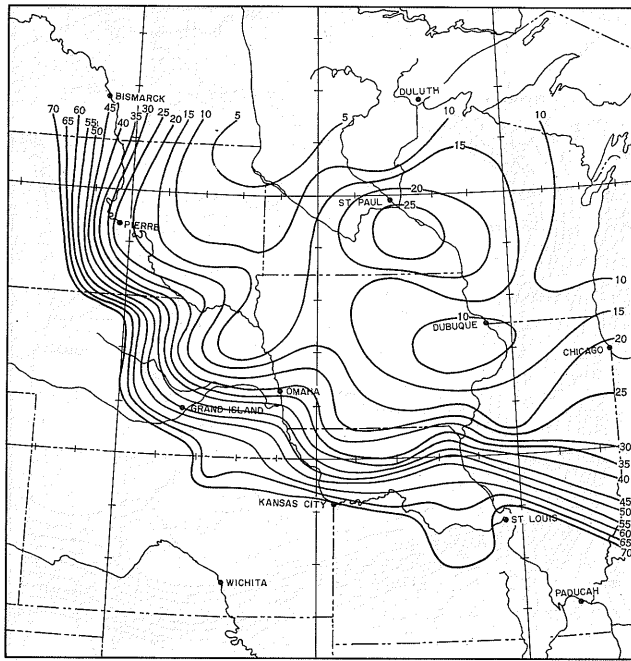 BISMARCK
DULUTH
70 60 45 30 25 10 5 5 10 10
65 55 40 35 20 15
50
15
20
ST PAUL
25
PIERRE
10
10
DUBUQUE
15
20
CHICAGO
OMAHA
25
GRAND ISLAND
30
35
40
KANSAS CITY
45
50
ST LOUIS
55
60
65
70
WICHITA
PADUCAH